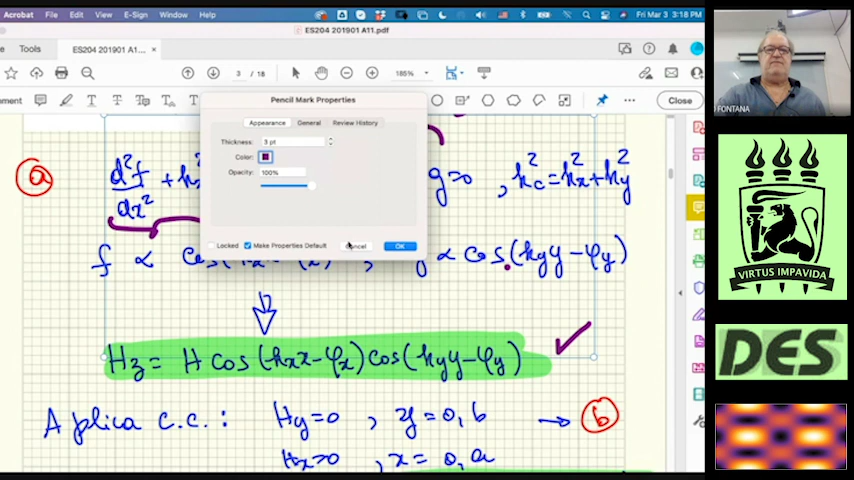 Acrobat File Edit View E-Sign Window Help Fri Mar 3 3:18 PM
ES204 201901 A11.pdf
Tools ES204 201901 A1... ×
3 / 18 185%
Pencil Mark Properties
Close
Appearance General Review History
Thickness: 3 pt
Color:
Opacity: 100%
Locked Make Properties Default Cancel OK
FONTANA
a d²f/dx² + k g=0 , kc² = kx² + ky²
f ∝ cos( , ∝ cos(kyy − φy)
Hz = H cos(kxx − φx) cos(kyy − φy) ✓
Aplica c.c.: Hy=0 , y = 0, b → b
Hx=0 , x = 0, a
VIRTUS IMPAVIDA
DES